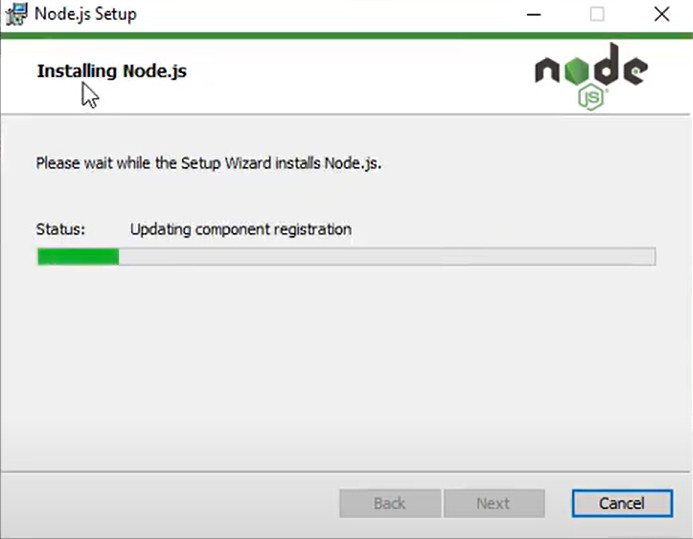 Node.js Setup
Installing Node.js
node
JS
Please wait while the Setup Wizard installs Node.js.
Status: Updating component registration
Back Next Cancel